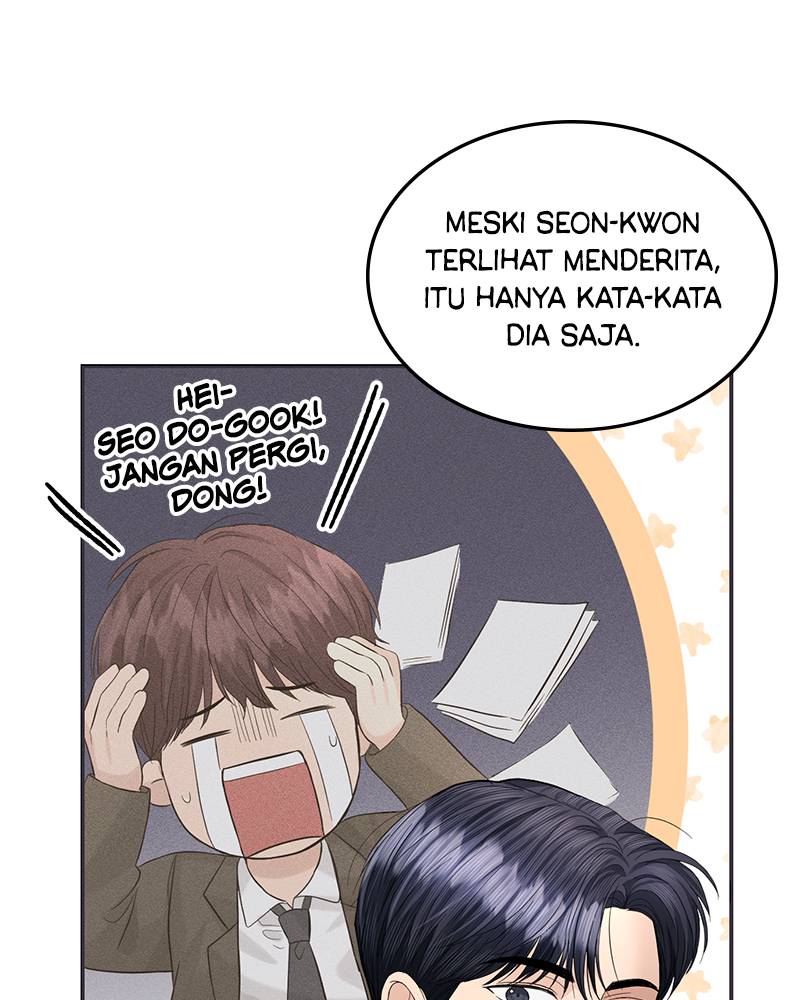 MESKI SEON-KWON
TERLIHAT MENDERITA,
ITU HANYA KATA-KATA
DIA SAJA.
HEI-
SEO DO-GOOK!
JANGAN PERGI,
DONG!